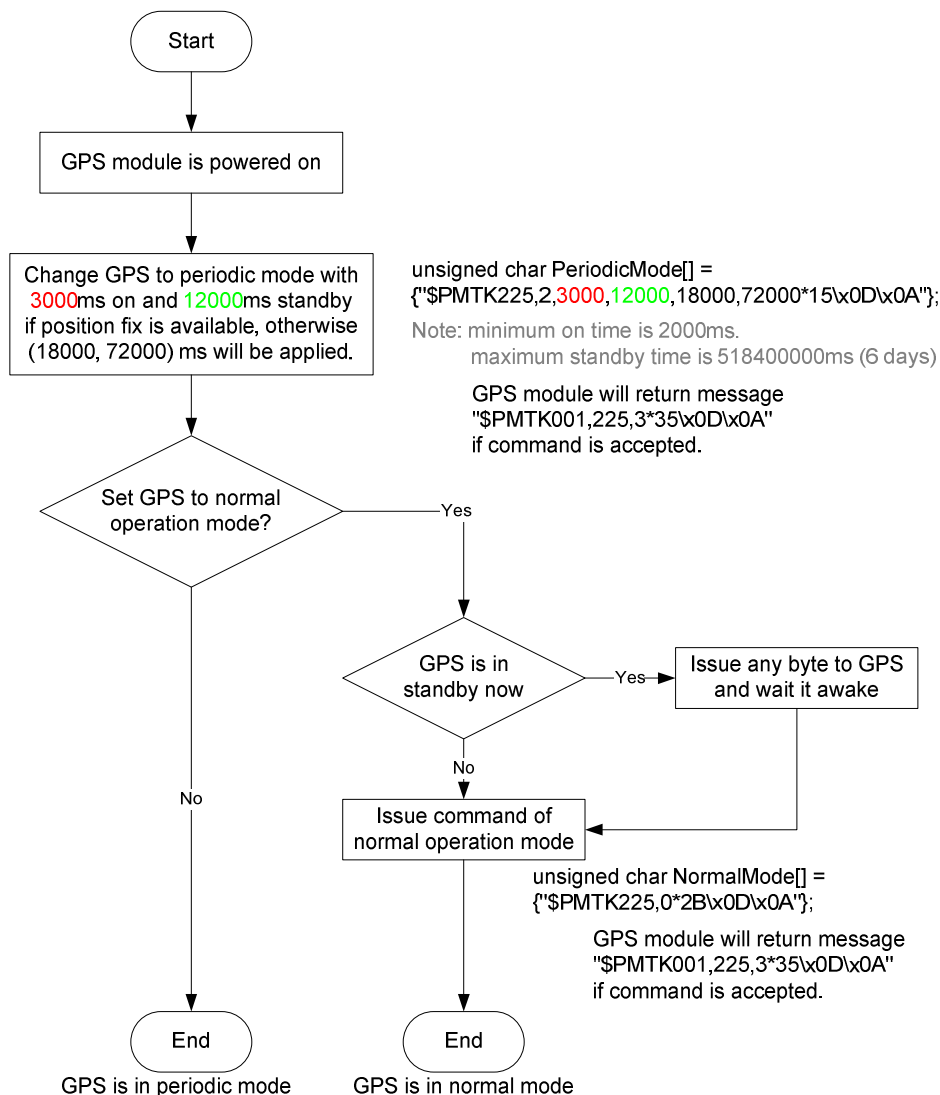 Start
GPS module is powered on
Change GPS to periodic mode with
3000ms on and 12000ms standby
if position fix is available, otherwise
(18000, 72000) ms will be applied.
unsigned char PeriodicMode[] =
{"$PMTK225,2,3000,12000,18000,72000*15\x0D\x0A"};
Note: minimum on time is 2000ms.
maximum standby time is 518400000ms (6 days)
GPS module will return message
"$PMTK001,225,3*35\x0D\x0A"
if command is accepted.
Set GPS to normal
operation mode?
Yes
GPS is in
standby now
Yes
Issue any byte to GPS
and wait it awake
No
No
Issue command of
normal operation mode
unsigned char NormalMode[] =
{"$PMTK225,0*2B\x0D\x0A"};
GPS module will return message
"$PMTK001,225,3*35\x0D\x0A"
if command is accepted.
End
GPS is in periodic mode
End
GPS is in normal mode